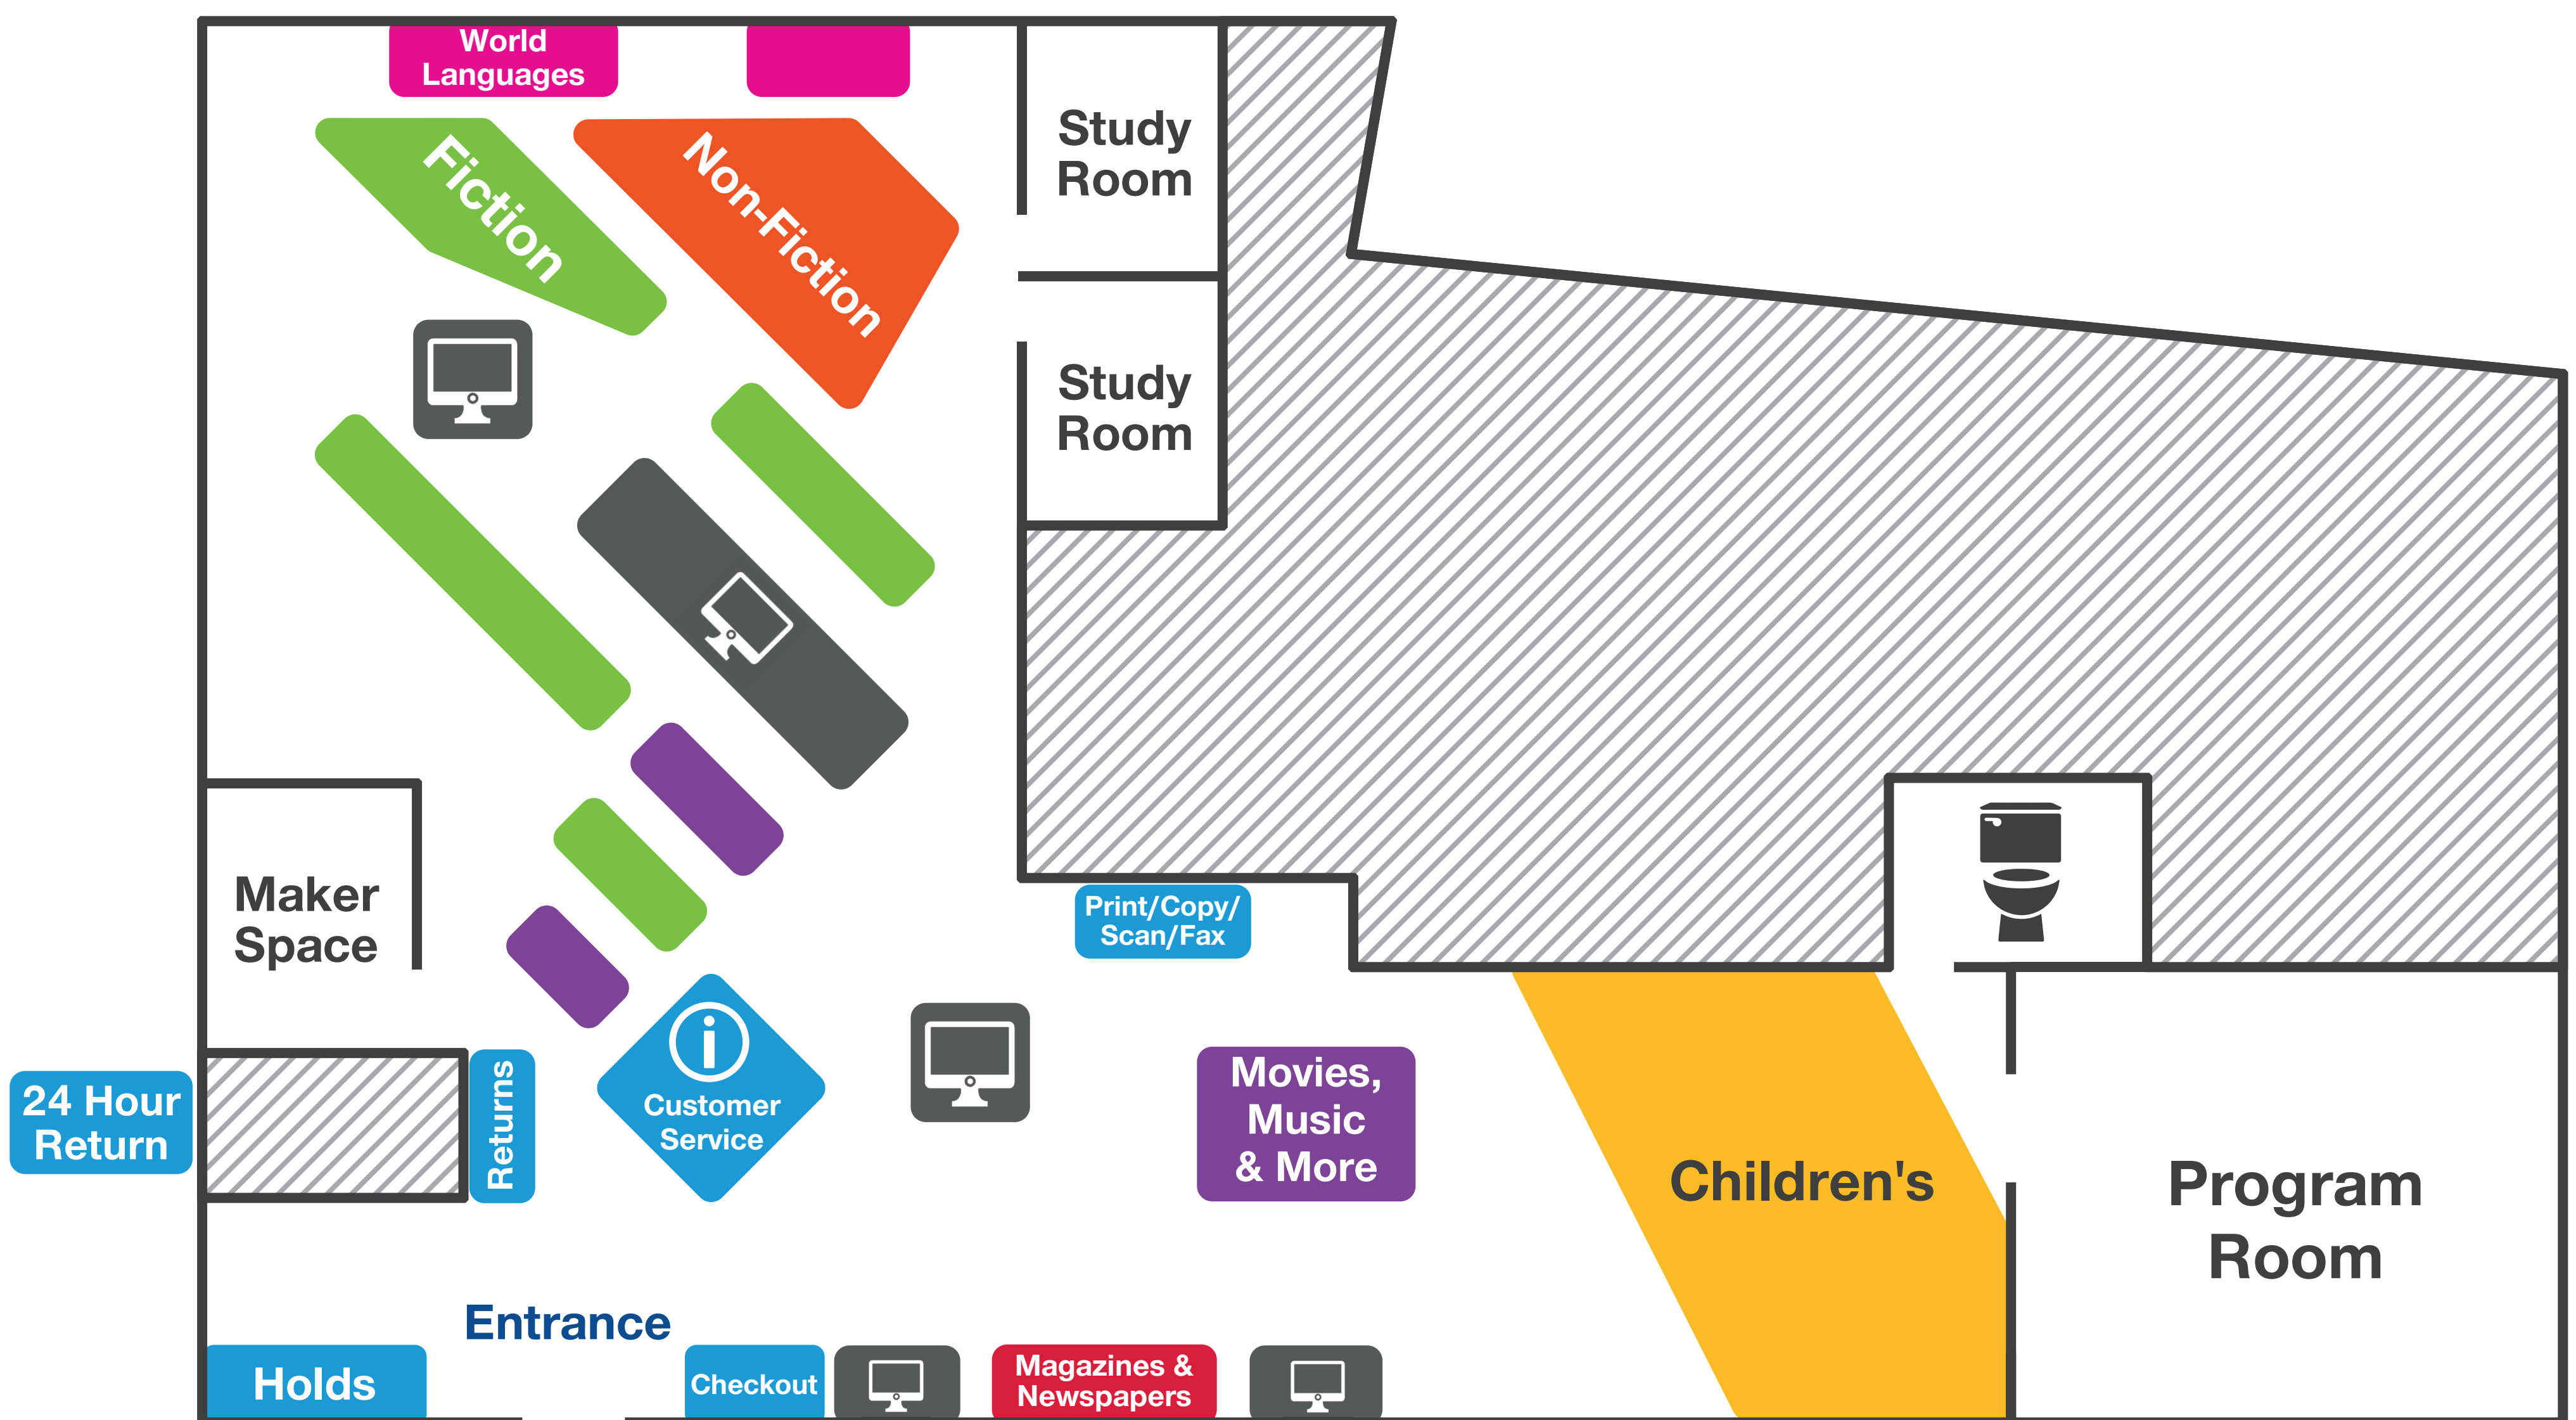 World
Languages
Fiction
Non-Fiction
Study
Room
Study
Room
Maker
Space
Print/Copy/
Scan/Fax
24 Hour
Return
Returns
i
Customer
Service
Movies,
Music
& More
Children's
Program
Room
Entrance
Holds
Checkout
Magazines &
Newspapers